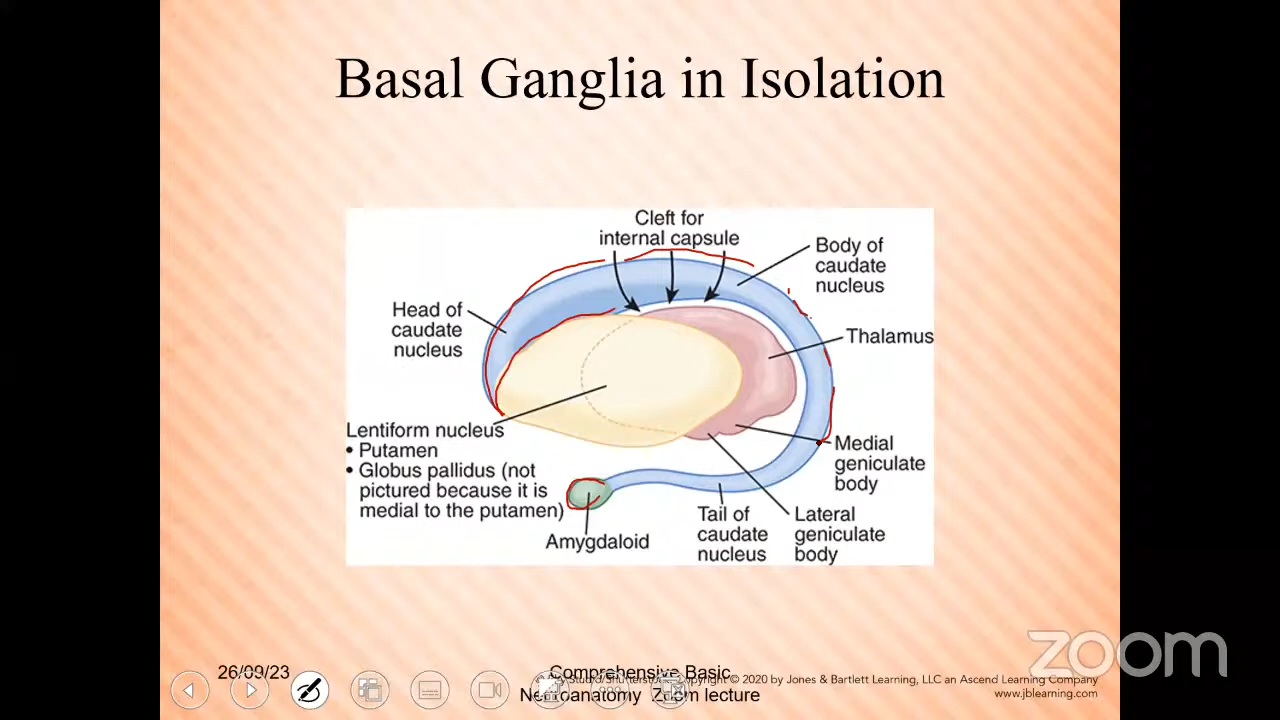 Basal Ganglia in Isolation
Cleft for
internal capsule
Body of
caudate
nucleus
Head of
caudate
nucleus
Thalamus
Lentiform nucleus
• Putamen
• Globus pallidus (not
pictured because it is
medial to the putamen)
Medial
geniculate
body
Amygdaloid
Tail of
caudate
nucleus
Lateral
geniculate
body
zoom
26/09/23
Comprehensive Basic
Neuroanatomy Zoom lecture
Copyright © 2020 by Jones & Bartlett Learning, LLC an Ascend Learning Company
www.jblearning.com